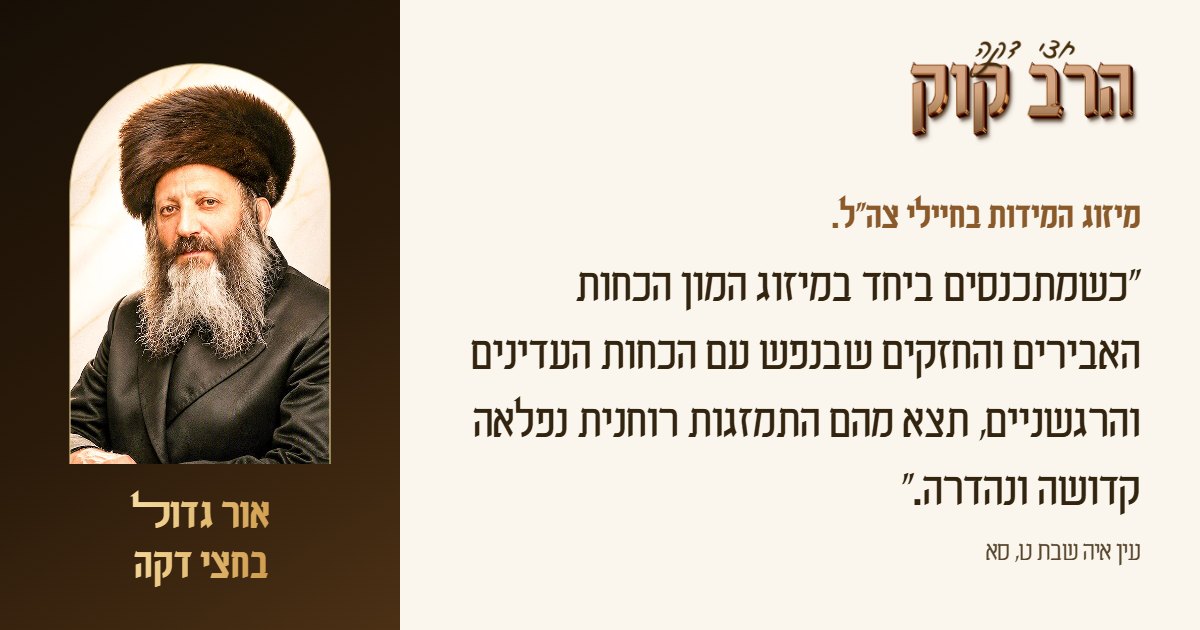 חצי דקה
הרב קוק
מיזוג המידות בחיילי צה"ל.
"כשמתכנסים ביחד במיזוג המון הכחות
האבירים והחזקים שבנפש עם הכחות העדינים
והרגשניים, תצא מהם התמזגות רוחנית נפלאה
קדושה ונהדרה."
עין איה שבת ט, סא
אור גדול
בחצי דקה